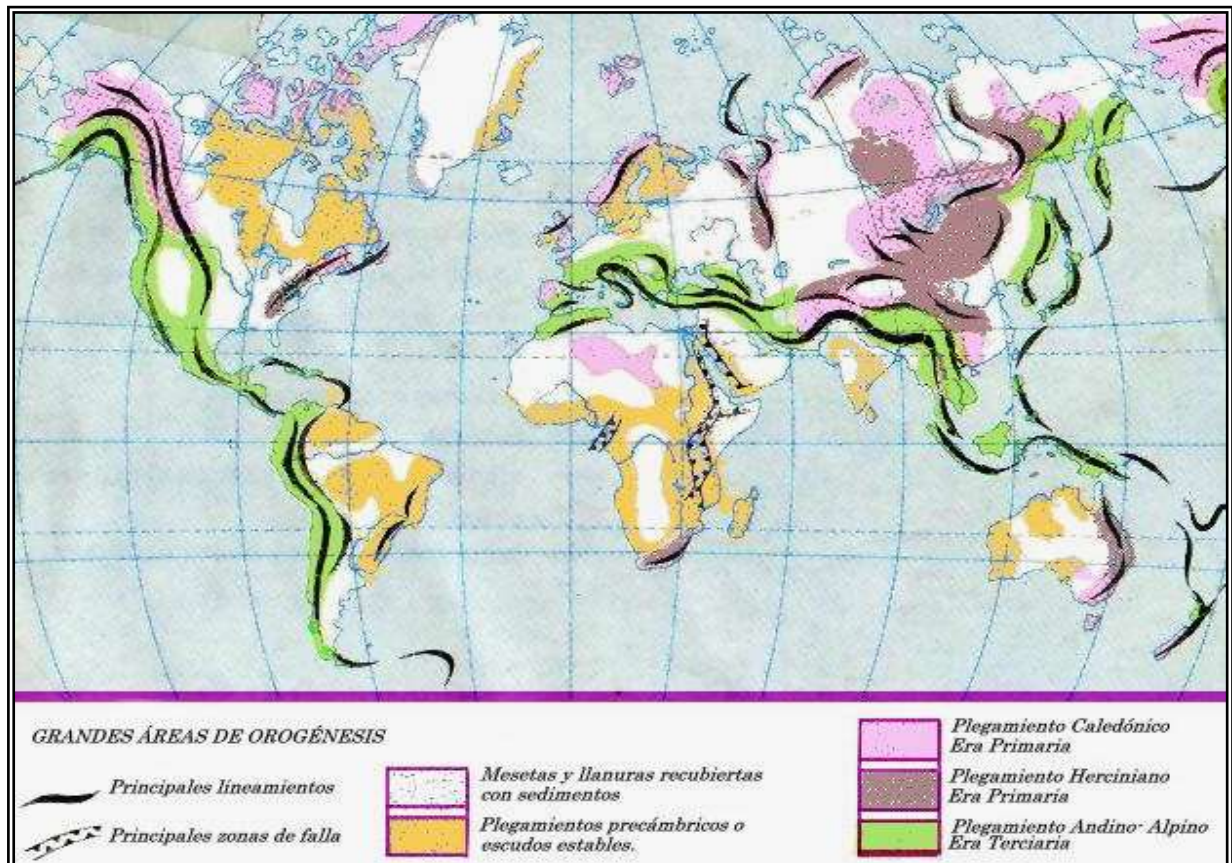 GRANDES ÁREAS DE OROGÉNESIS
Principales lineamientos
Principales zonas de falla
Mesetas y llanuras recubiertas
con sedimentos
Plegamientos precámbricos o
escudos estables.
Plegamiento Caledónico
Era Primaria
Plegamiento Herciniano
Era Primaria
Plegamiento Andino- Alpino
Era Terciaria